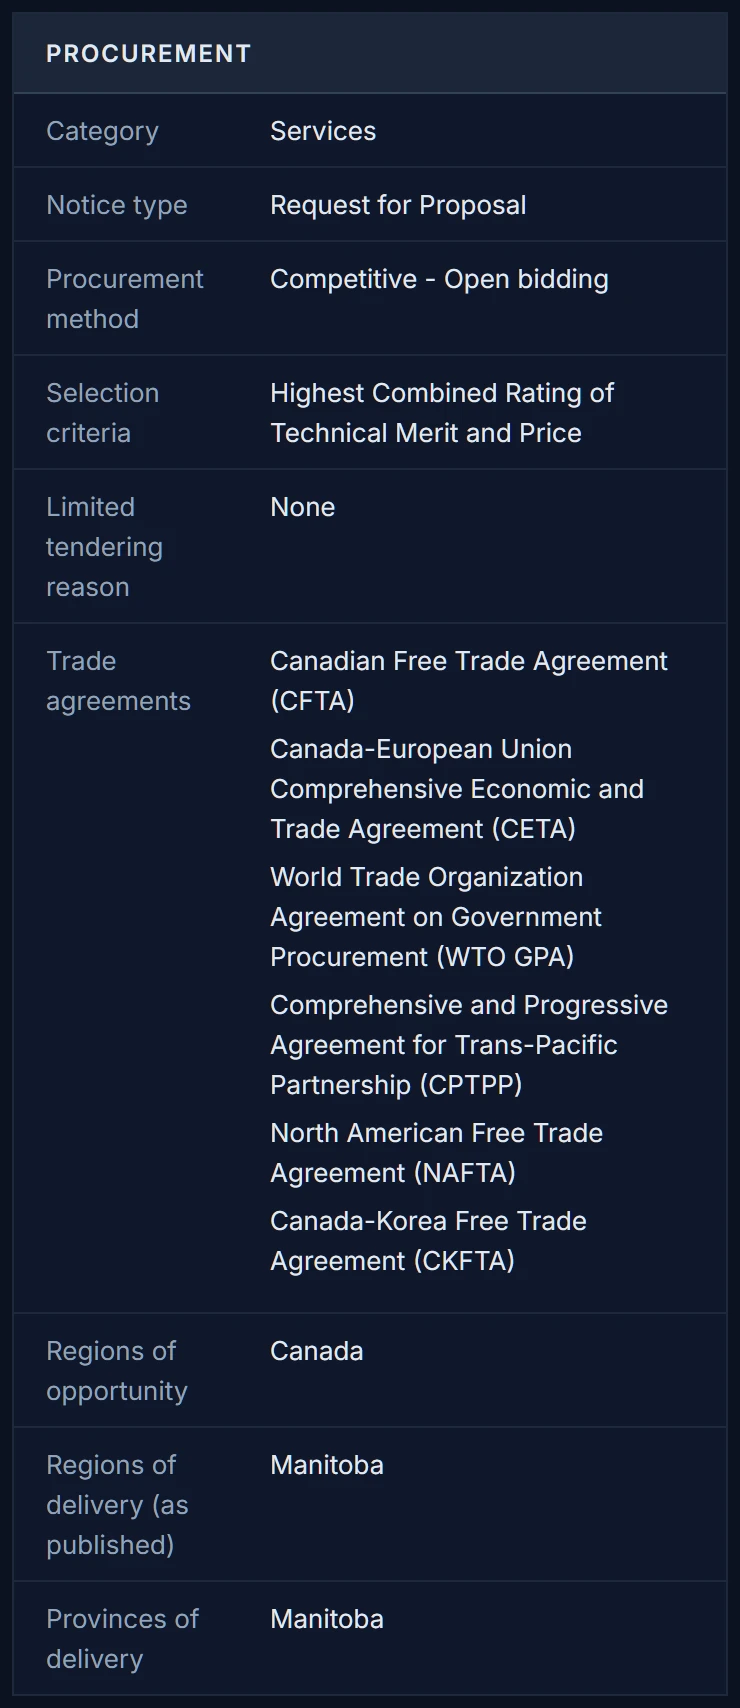 PROCUREMENT
Category
Services
Notice type
Request for Proposal
Procurement
method
Competitive - Open bidding
Selection
criteria
Highest Combined Rating of
Technical Merit and Price
Limited
tendering
reason
None
Trade
agreements
Canadian Free Trade Agreement
(CFTA)
Canada-European Union
Comprehensive Economic and
Trade Agreement (CETA)
World Trade Organization
Agreement on Government
Procurement (WTO GPA)
Comprehensive and Progressive
Agreement for Trans-Pacific
Partnership (CPTPP)
North American Free Trade
Agreement (NAFTA)
Canada-Korea Free Trade
Agreement (CKFTA)
Regions of
opportunity
Canada
Regions of
delivery (as
published)
Manitoba
Provinces of
delivery
Manitoba